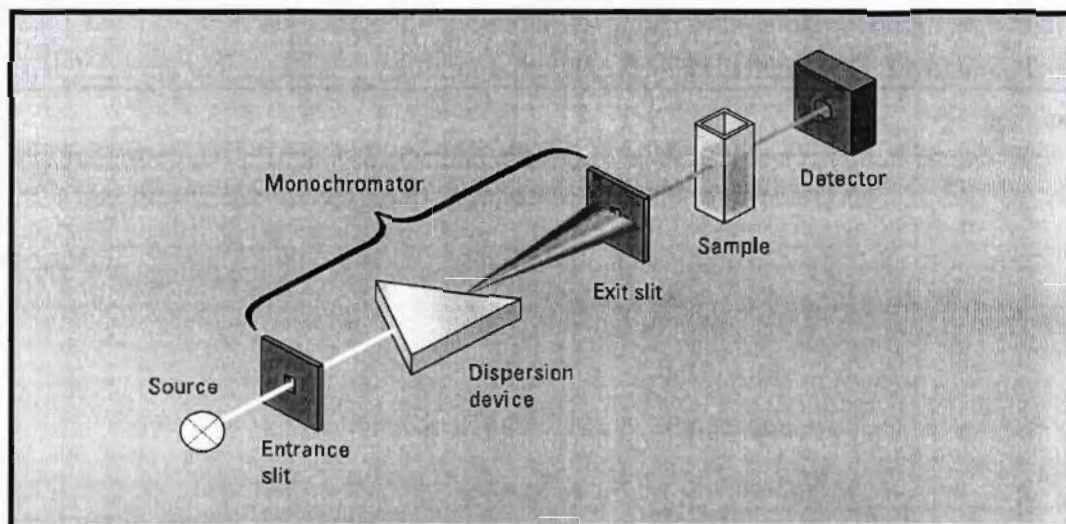 Monochromator
Detector
Sample
Exit slit
Dispersion
device
Source
Entrance
slit